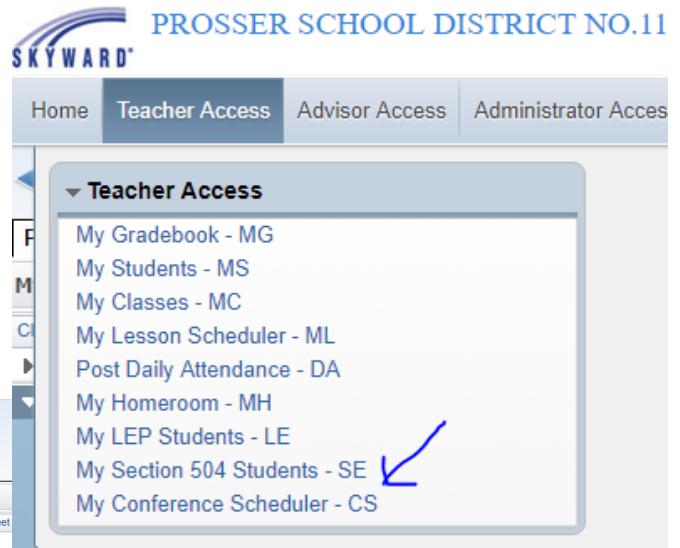 PROSSER SCHOOL DISTRICT NO.11
SKYWARD
Home Teacher Access Advisor Access Administrator Acces
Teacher Access
My Gradebook - MG
My Students - MS
My Classes - MC
My Lesson Scheduler - ML
Post Daily Attendance - DA
My Homeroom - MH
My LEP Students - LE
My Section 504 Students - SE
My Conference Scheduler - CS